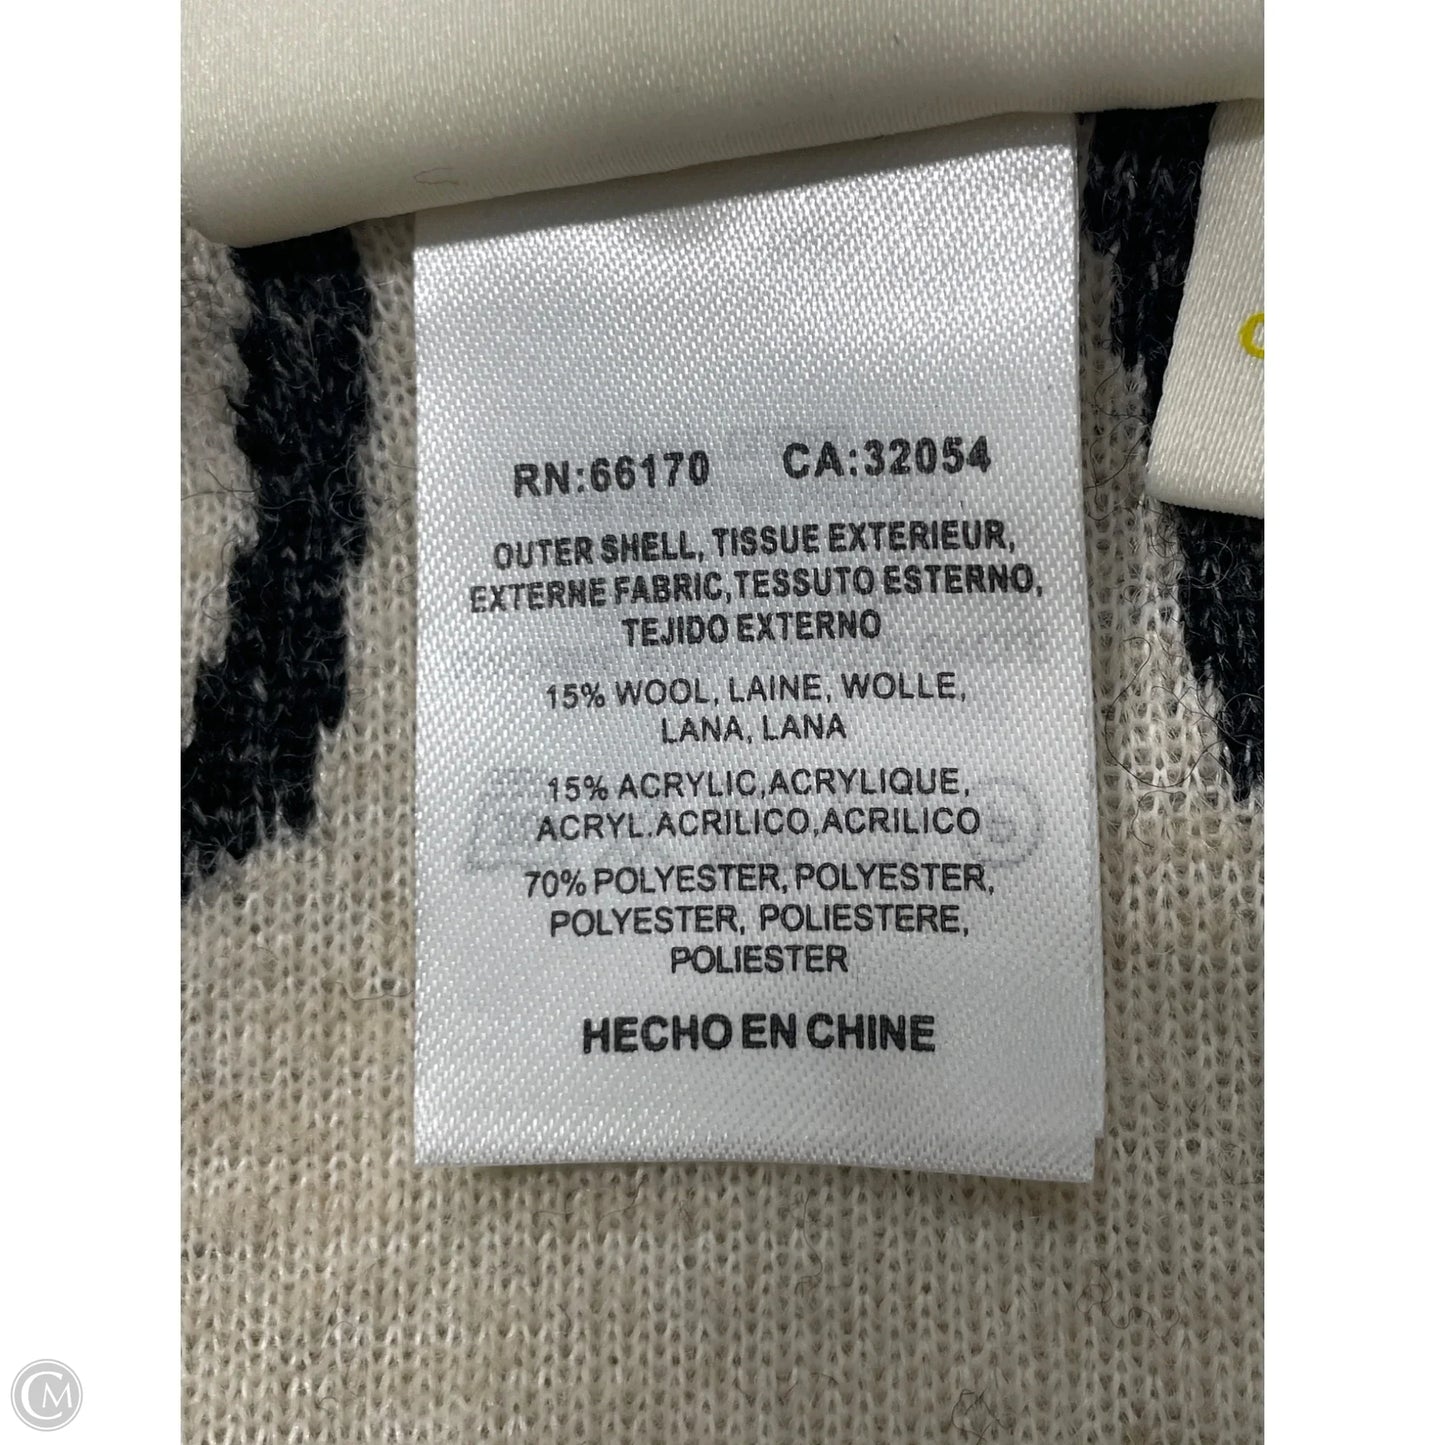 RN:66170 CA:32054
OUTER SHELL, TISSUE EXTERIEUR,
EXTERNE FABRIC,TESSUTO ESTERNO,
TEJIDO EXTERNO
15% WOOL, LAINE, WOLLE,
LANA, LANA
15% ACRYLIC,ACRYLIQUE,
ACRYL.ACRILICO,ACRILICO
70% POLYESTER, POLYESTER,
POLYESTER, POLIESTERE,
POLIESTER
HECHO EN CHINE
CM